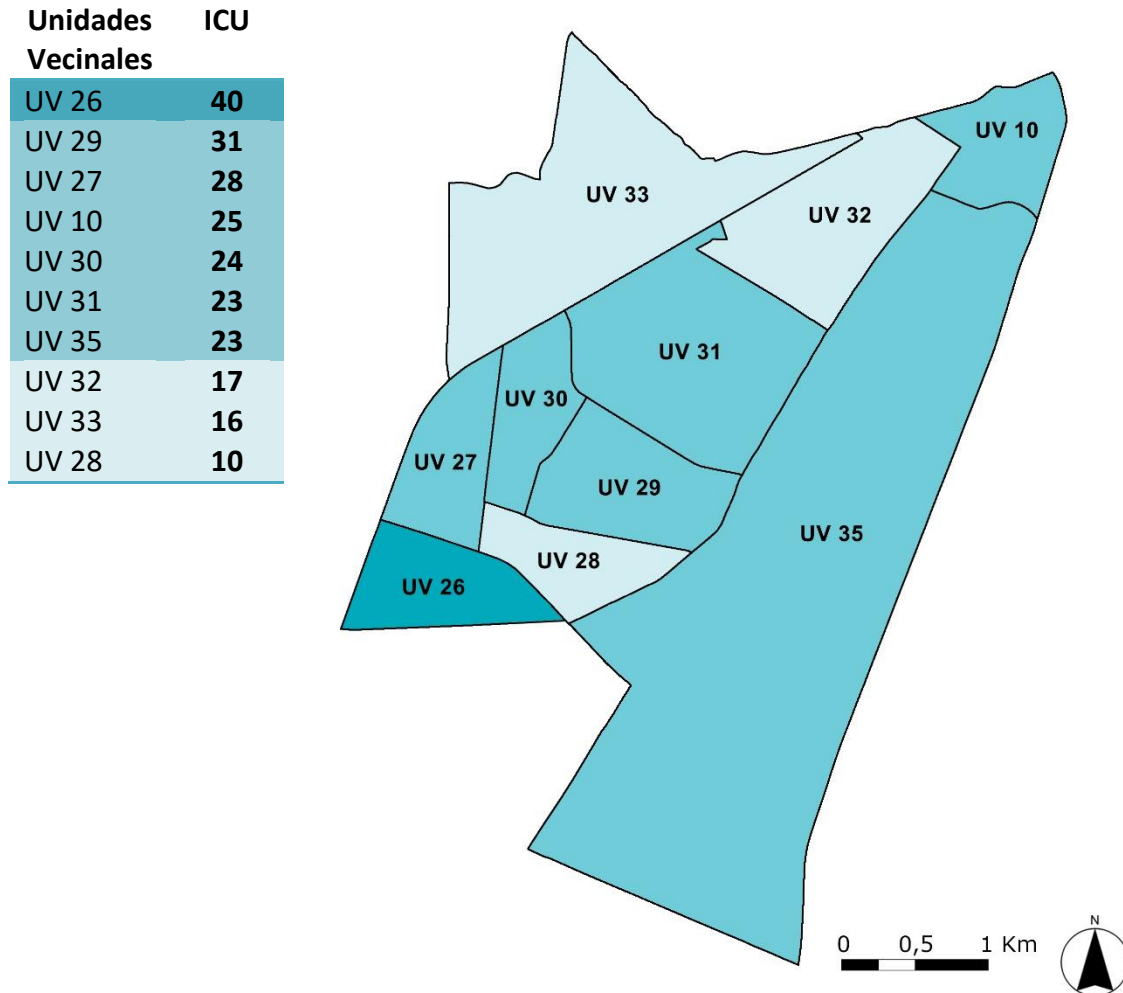 Unidades Vecinales ICU
UV 26 40
UV 29 31
UV 27 28
UV 10 25
UV 30 24
UV 31 23
UV 35 23
UV 32 17
UV 33 16
UV 28 10
UV 10
UV 33
UV 32
UV 31
UV 30
UV 27
UV 29
UV 35
UV 28
UV 26
N
0 0,5 1 Km